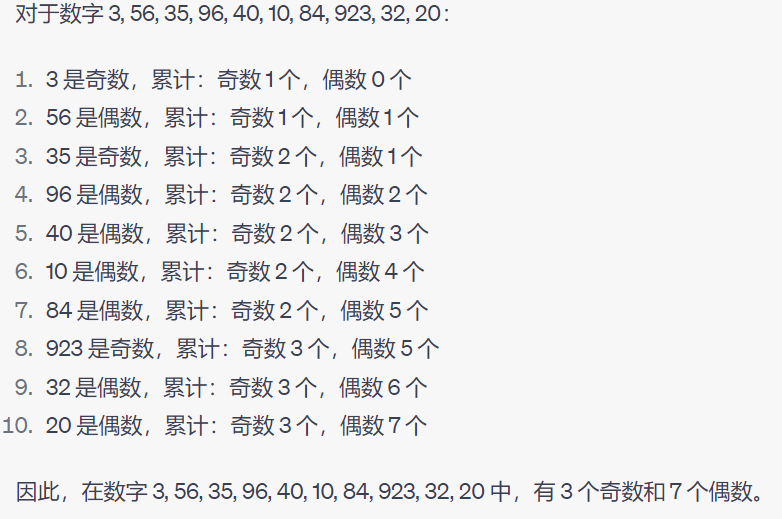 对于数字 3, 56, 35, 96, 40, 10, 84, 923, 32, 20：
1. 3 是奇数，累计：奇数 1 个，偶数 0 个
2. 56 是偶数，累计：奇数 1 个，偶数 1 个
3. 35 是奇数，累计：奇数 2 个，偶数 1 个
4. 96 是偶数，累计：奇数 2 个，偶数 2 个
5. 40 是偶数，累计：奇数 2 个，偶数 3 个
6. 10 是偶数，累计：奇数 2 个，偶数 4 个
7. 84 是偶数，累计：奇数 2 个，偶数 5 个
8. 923 是奇数，累计：奇数 3 个，偶数 5 个
9. 32 是偶数，累计：奇数 3 个，偶数 6 个
10. 20 是偶数，累计：奇数 3 个，偶数 7 个
因此，在数字 3, 56, 35, 96, 40, 10, 84, 923, 32, 20 中，有 3 个奇数和 7 个偶数。